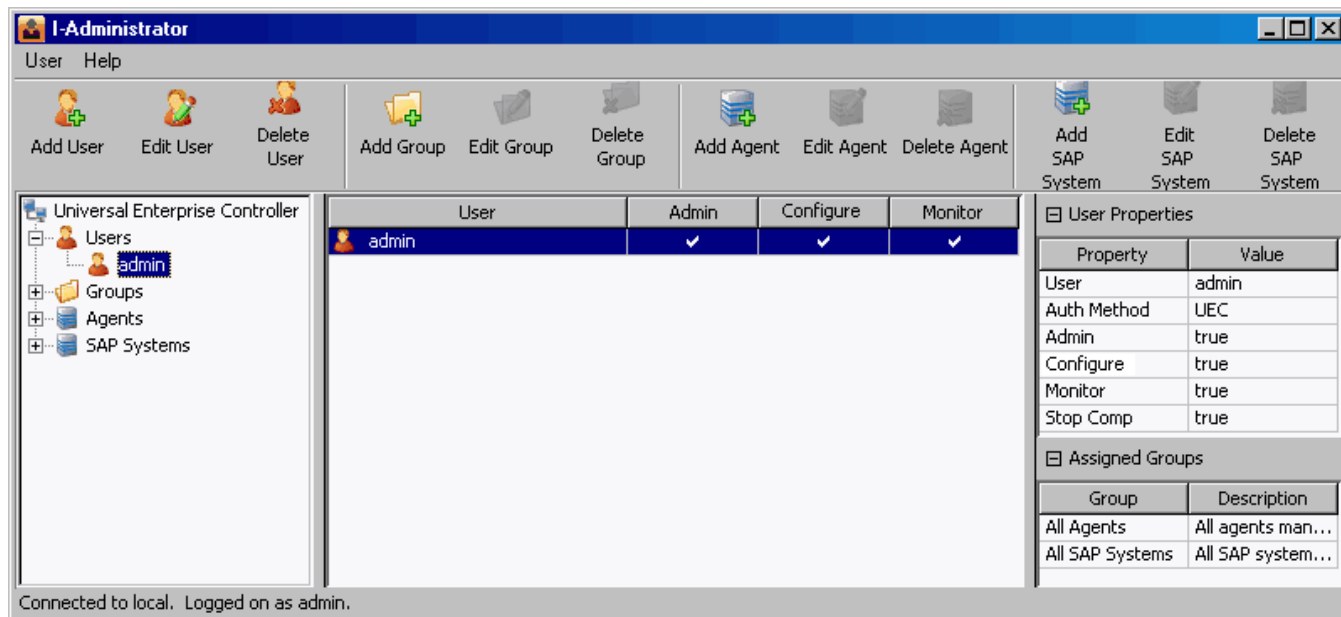 I-Administrator
User Help
Add User Edit User Delete User Add Group Edit Group Delete Group Add Agent Edit Agent Delete Agent Add SAP System Edit SAP System Delete SAP System
Universal Enterprise Controller
Users
admin
Groups
Agents
SAP Systems
User Admin Configure Monitor
admin
User Properties
Property Value
User admin
Auth Method UEC
Admin true
Configure true
Monitor true
Stop Comp true
Assigned Groups
Group Description
All Agents All agents man...
All SAP Systems All SAP system...
Connected to local. Logged on as admin.